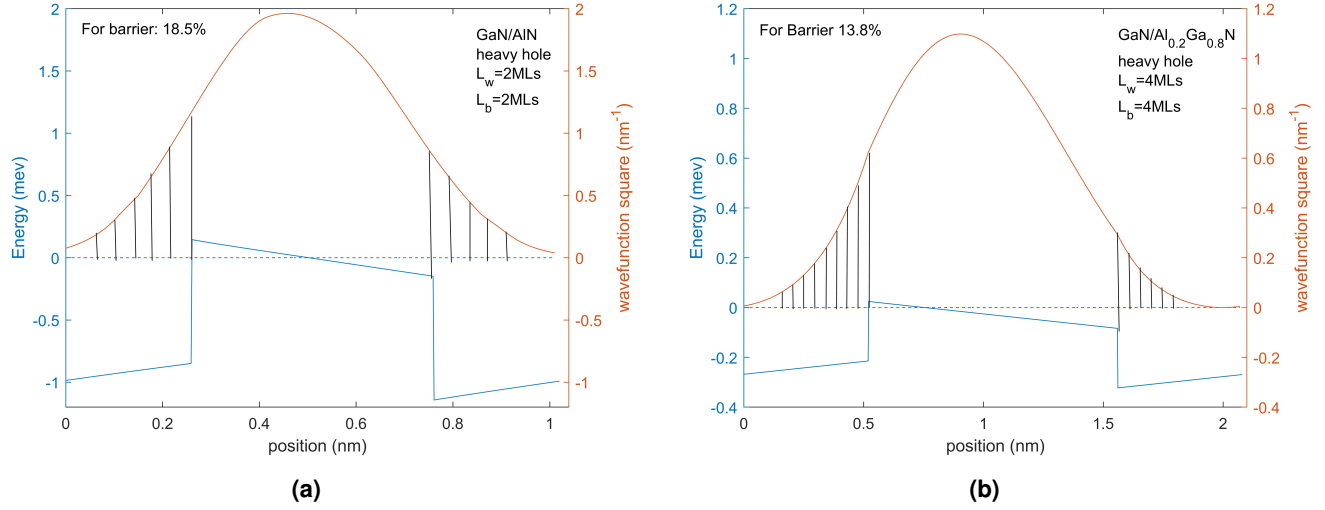 For barrier: 18.5%
GaN/AlN
heavy hole
L_w=2MLs
L_b=2MLs
Energy (mev)
2
1.5
1
0.5
0
-0.5
-1
wavefunction square (nm^-1)
2
1.5
1
0.5
0
-0.5
-1
0
0.2
0.4
0.6
0.8
1
position (nm)
(a)
For Barrier 13.8%
GaN/Al_0.2Ga_0.8N
heavy hole
L_w=4MLs
L_b=4MLs
Energy (mev)
1.2
1
0.8
0.6
0.4
0.2
0
-0.2
-0.4
wavefunction square (nm^-1)
1.2
1
0.8
0.6
0.4
0.2
0
-0.2
-0.4
0
0.5
1
1.5
2
position (nm)
(b)